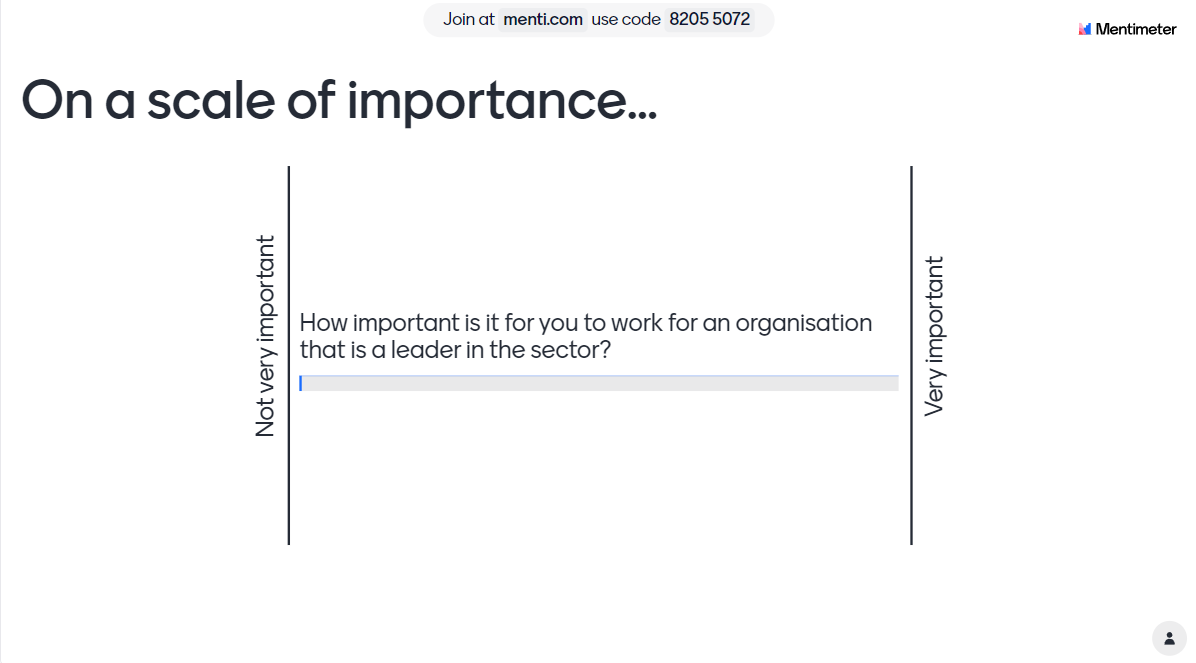 Join at menti.com use code 8205 5072
Mentimeter
On a scale of importance...
Not very important
How important is it for you to work for an organisation
that is a leader in the sector?
Very important